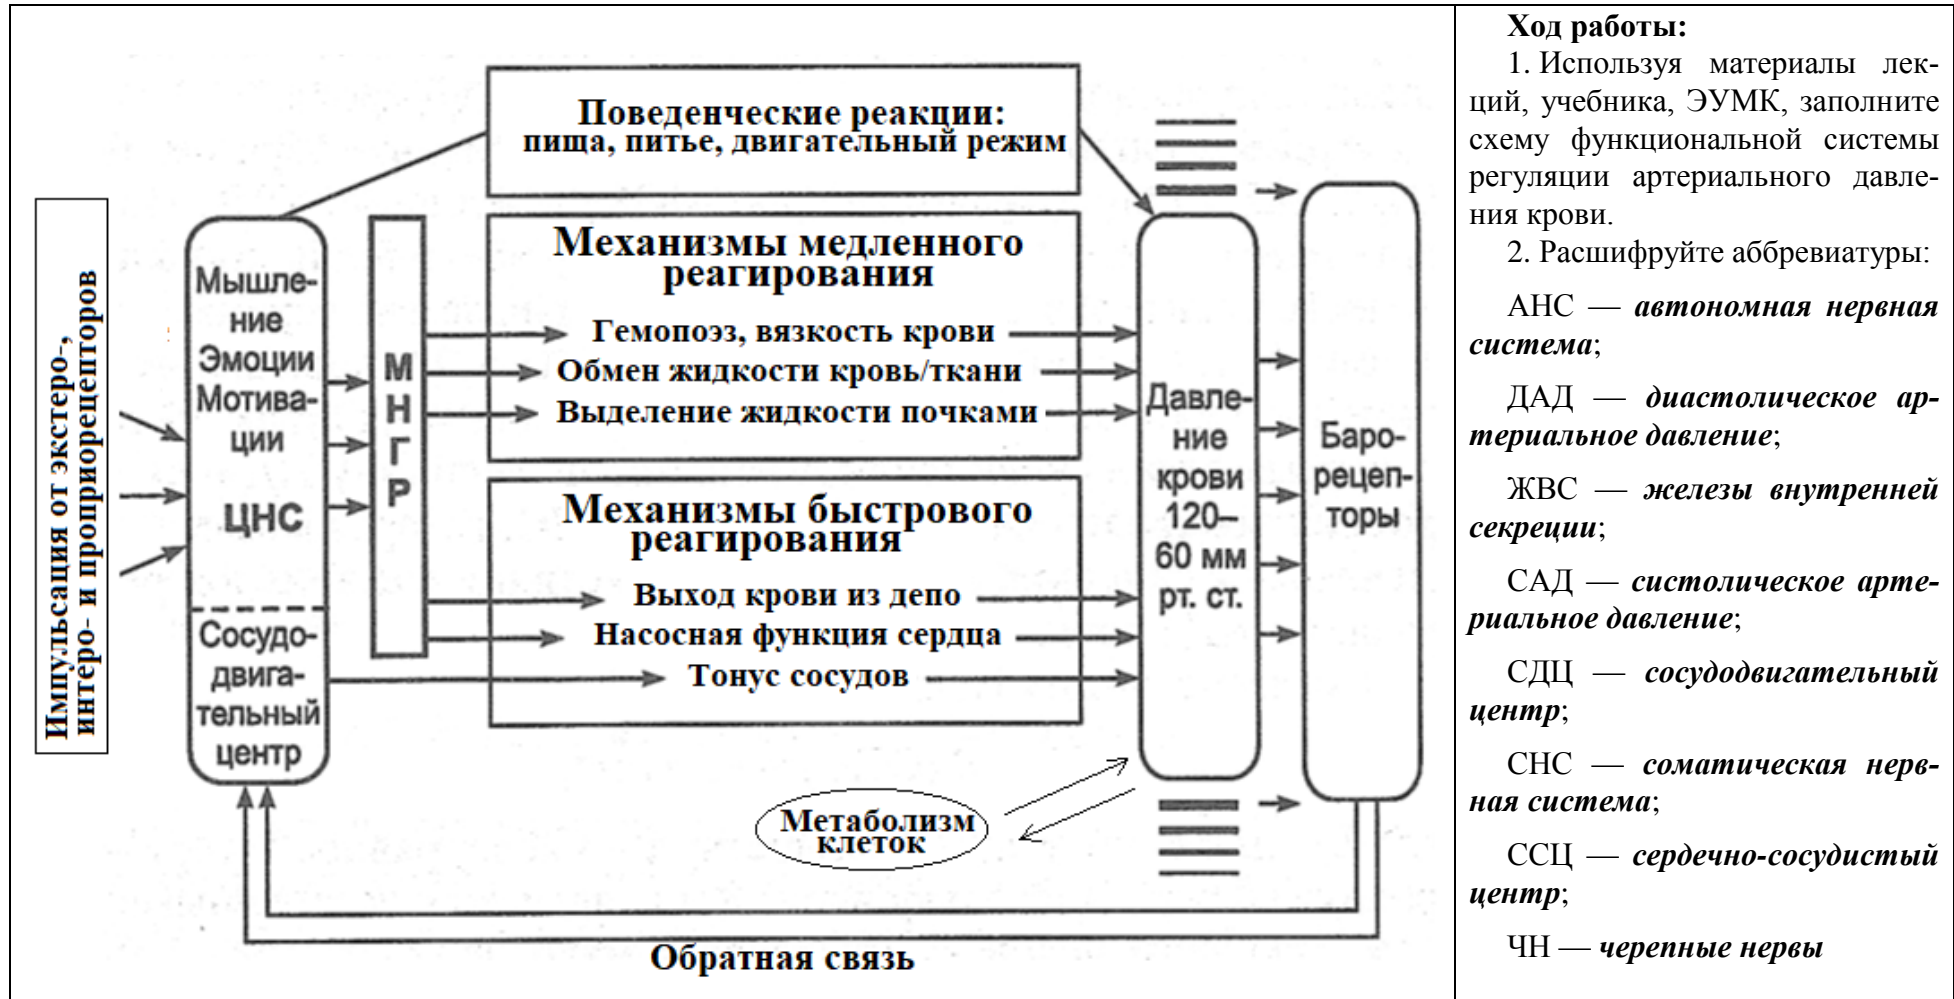 Импульсация от экстеро-,
интеро- и проприорецепторов
Мышле-
ние
Эмоции
Мотива-
ции
ЦНС
Сосудо-
двига-
тельный
центр
М
Н
Г
Р
Поведенческие реакции:
пища, питье, двигательный режим
Механизмы медленного
реагирования
Гемопоэз, вязкость крови
Обмен жидкости кровь/ткани
Выделение жидкости почками
Механизмы быстрового
реагирования
Выход крови из депо
Насосная функция сердца
Тонус сосудов
Метаболизм
клеток
Давле-
ние
крови
120–
60 мм
рт. ст.
Баро-
рецеп-
торы
Обратная связь
Ход работы:
1. Используя материалы лек-
ций, учебника, ЭУМК, заполните
схему функциональной системы
регуляции артериального давле-
ния крови.
2. Расшифруйте аббревиатуры:
АНС — автономная нервная
система;
ДАД — диастолическое ар-
териальное давление;
ЖВС — железы внутренней
секреции;
САД — систолическое арте-
риальное давление;
СДЦ — сосудодвигательный
центр;
СНС — соматическая нерв-
ная система;
ССЦ — сердечно-сосудистый
центр;
ЧН — черепные нервы